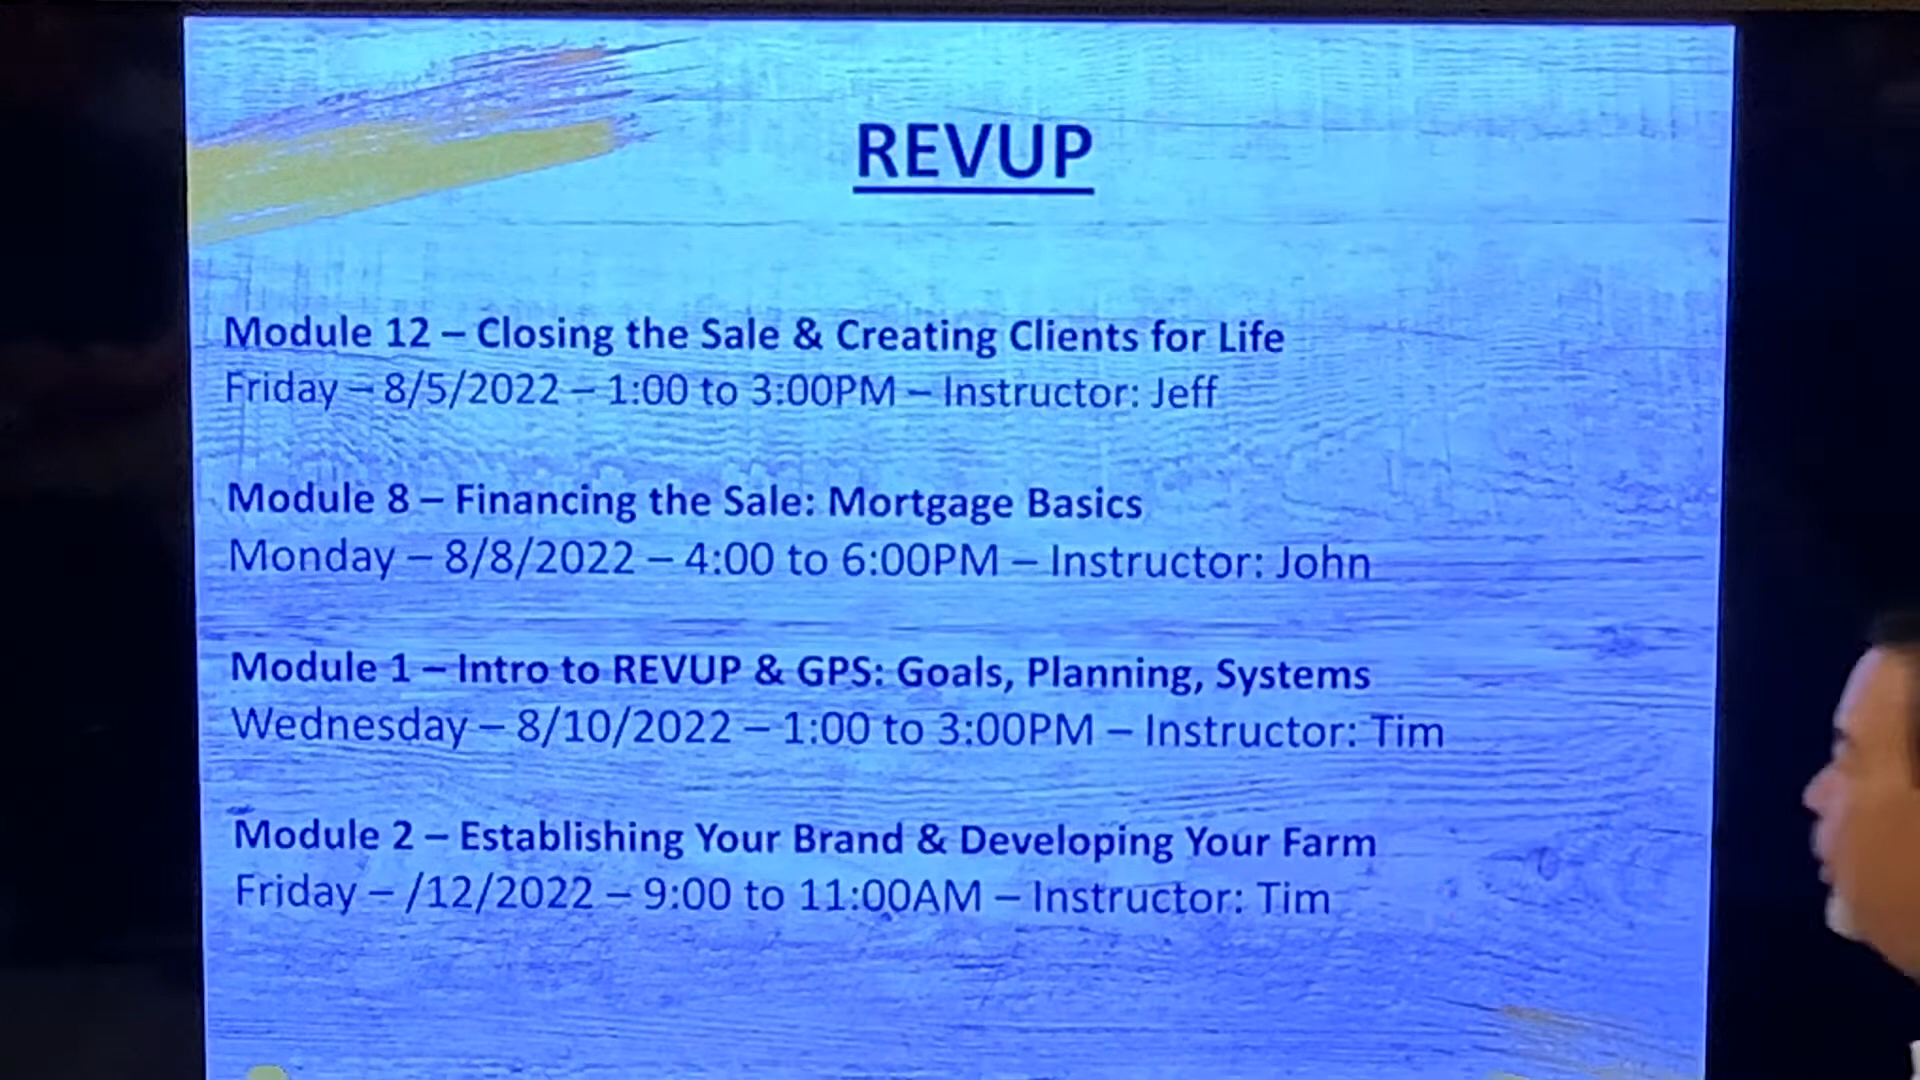 REVUP
Module 12 – Closing the Sale & Creating Clients for Life
Friday – 8/5/2022 – 1:00 to 3:00PM – Instructor: Jeff
Module 8 – Financing the Sale: Mortgage Basics
Monday – 8/8/2022 – 4:00 to 6:00PM – Instructor: John
Module 1 – Intro to REVUP & GPS: Goals, Planning, Systems
Wednesday – 8/10/2022 – 1:00 to 3:00PM – Instructor: Tim
Module 2 – Establishing Your Brand & Developing Your Farm
Friday – /12/2022 – 9:00 to 11:00AM – Instructor: Tim